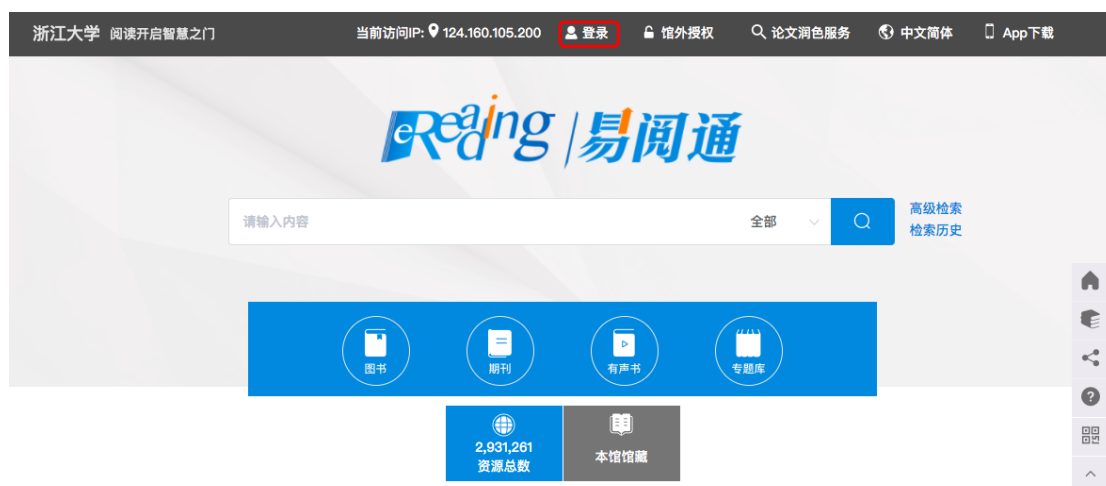 浙江大学 阅读开启智慧之门 当前访问IP: 124.160.105.200 登录 馆外授权 论文润色服务 中文简体 App下载
eReading | 易阅通
请输入内容 全部
高级检索
检索历史
图书 期刊 有声书 专题库
2,931,261
资源总数
本馆馆藏